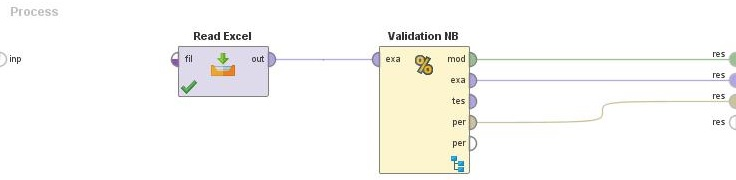 Process
Read Excel
Validation NB
inp
fil
out
exa
mod
res
exa
res
tes
res
per
res
per
%